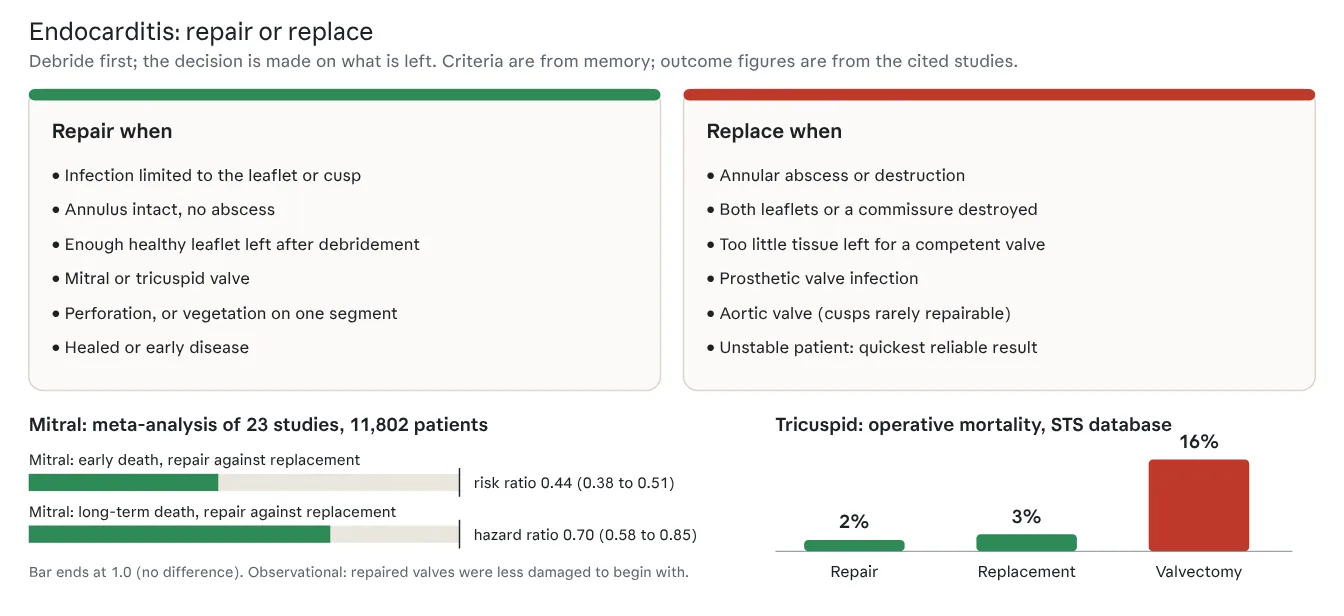 Endocarditis: repair or replace
Debride first; the decision is made on what is left. Criteria are from memory; outcome figures are from the cited studies.
Repair when
• Infection limited to the leaflet or cusp
• Annulus intact, no abscess
• Enough healthy leaflet left after debridement
• Mitral or tricuspid valve
• Perforation, or vegetation on one segment
• Healed or early disease
Replace when
• Annular abscess or destruction
• Both leaflets or a commissure destroyed
• Too little tissue left for a competent valve
• Prosthetic valve infection
• Aortic valve (cusps rarely repairable)
• Unstable patient: quickest reliable result
Mitral: meta-analysis of 23 studies, 11,802 patients
Mitral: early death, repair against replacement
risk ratio 0.44 (0.38 to 0.51)
Mitral: long-term death, repair against replacement
hazard ratio 0.70 (0.58 to 0.85)
Bar ends at 1.0 (no difference). Observational: repaired valves were less damaged to begin with.
Tricuspid: operative mortality, STS database
2%
3%
16%
Repair
Replacement
Valvectomy